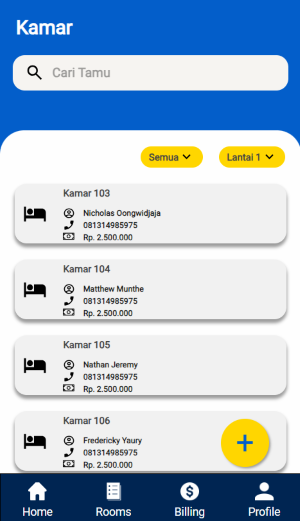 Kamar
Cari Tamu
Semua Lantai 1
Kamar 103
Nicholas Oongwidjaja
081314985975
Rp. 2.500.000
Kamar 104
Matthew Munthe
081314985975
Rp. 2.500.000
Kamar 105
Nathan Jeremy
081314985975
Rp. 2.500.000
Kamar 106
Fredericky Yaury
081314985975
Rp. 2.500.000
Home Rooms Billing Profile